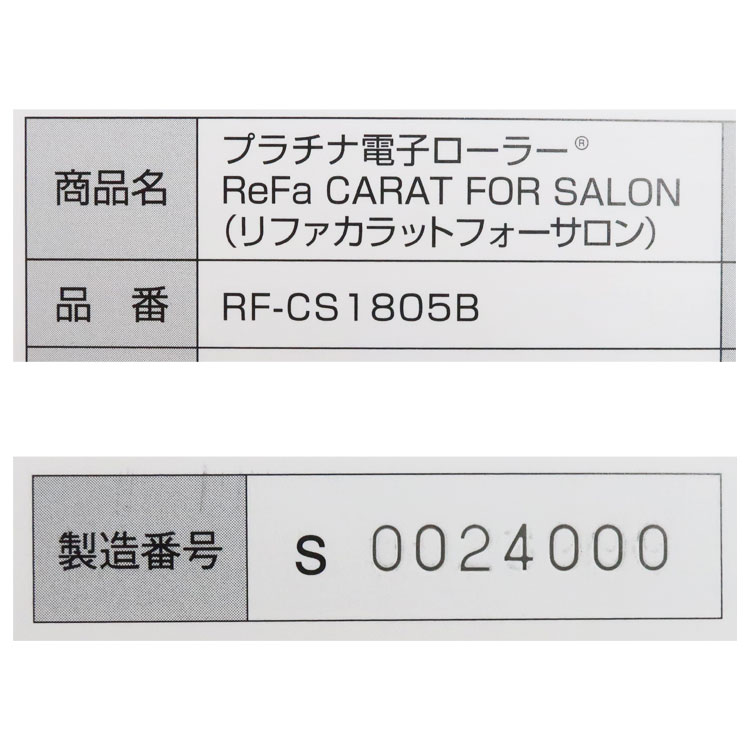 商品名
プラチナ電子ローラー®
ReFa CARAT FOR SALON
（リファカラットフォーサロン）
品 番
RF-CS1805B
製造番号
S 0024000